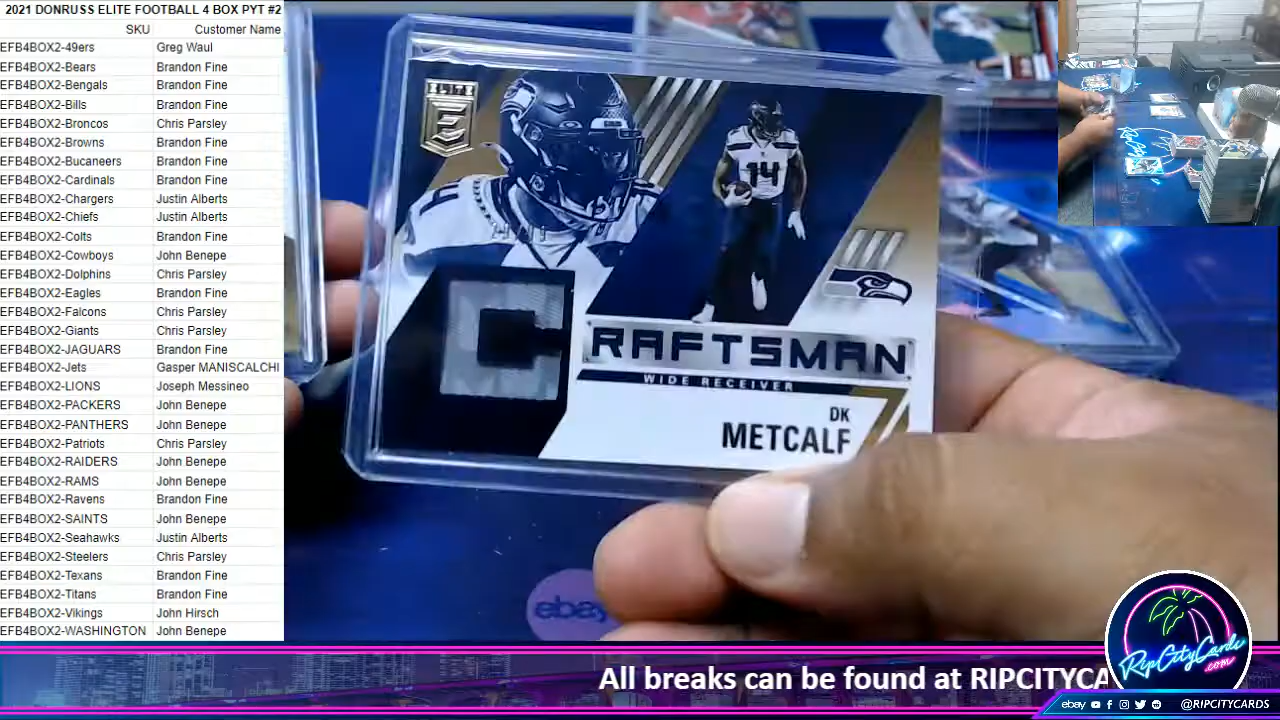 2021 DONRUSS ELITE FOOTBALL 4 BOX PYT #2
SKU Customer Name
EFB4BOX2-49ers Greg Waul
EFB4BOX2-Bears Brandon Fine
EFB4BOX2-Bengals Brandon Fine
EFB4BOX2-Bills Brandon Fine
EFB4BOX2-Broncos Chris Parsley
EFB4BOX2-Browns Brandon Fine
EFB4BOX2-Bucaneers Brandon Fine
EFB4BOX2-Cardinals Brandon Fine
EFB4BOX2-Chargers Justin Alberts
EFB4BOX2-Chiefs Justin Alberts
EFB4BOX2-Colts Brandon Fine
EFB4BOX2-Cowboys John Benepe
EFB4BOX2-Dolphins Chris Parsley
EFB4BOX2-Eagles Brandon Fine
EFB4BOX2-Falcons Chris Parsley
EFB4BOX2-Giants Chris Parsley
EFB4BOX2-JAGUARS Brandon Fine
EFB4BOX2-Jets Gasper MANISCALCHI
EFB4BOX2-LIONS Joseph Messineo
EFB4BOX2-PACKERS John Benepe
EFB4BOX2-PANTHERS John Benepe
EFB4BOX2-Patriots Chris Parsley
EFB4BOX2-RAIDERS John Benepe
EFB4BOX2-RAMS John Benepe
EFB4BOX2-Ravens Brandon Fine
EFB4BOX2-SAINTS John Benepe
EFB4BOX2-Seahawks Justin Alberts
EFB4BOX2-Steelers Chris Parsley
EFB4BOX2-Texans Brandon Fine
EFB4BOX2-Titans Brandon Fine
EFB4BOX2-Vikings John Hirsch
EFB4BOX2-WASHINGTON John Benepe
ELITE
E
14
CRAFTSMAN
WIDE RECEIVER
DK
METCALF
ebay
All breaks can be found at RIPCITYCA
RipCityCards
.com
ebay @RIPCITYCARDS